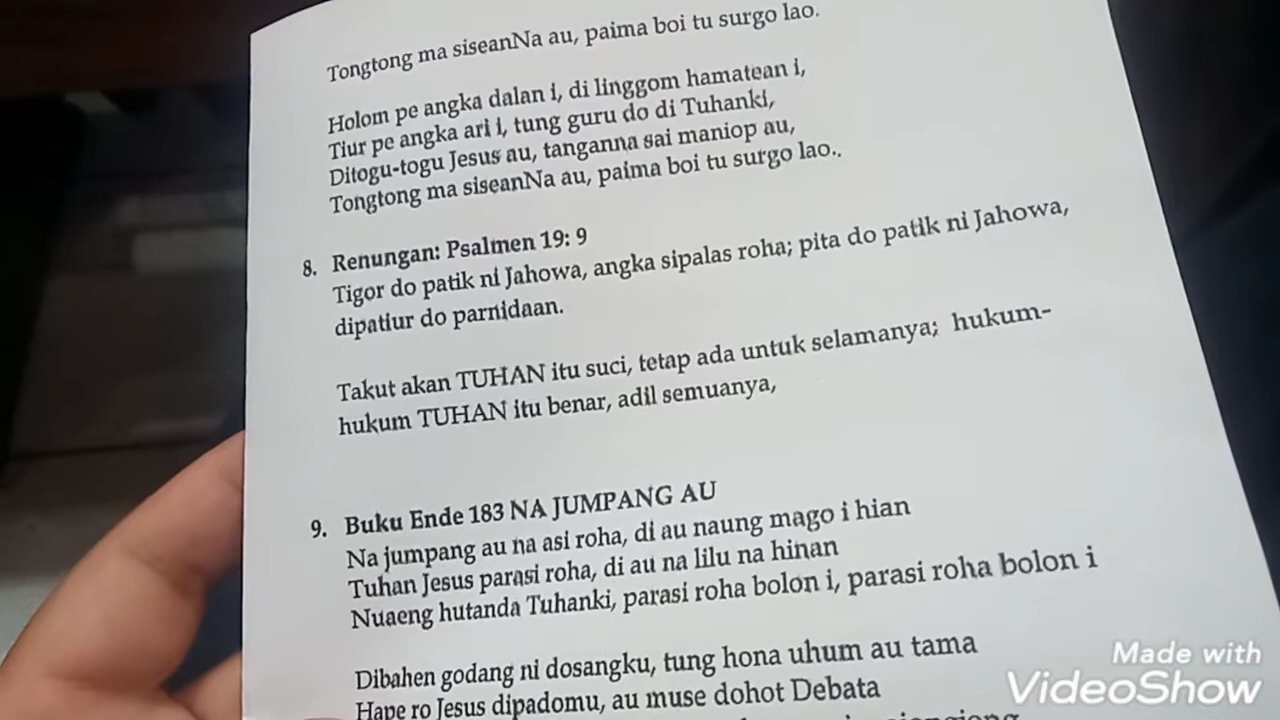 Tongtong ma siseanNa au, paima boi tu surgo lao.
Holom pe angka dalan i, di linggom hamatean i,
Tiur pe angka ari i, tung guru do di Tuhanki,
Ditogu-togu Jesus au, tanganna sai maniop au,
Tongtong ma siseanNa au, paima boi tu surgo lao..
8. Renungan: Psalmen 19: 9
Tigor do patik ni Jahowa, angka sipalas roha; pita do patik ni Jahowa,
dipatiur do parnidaan.
Takut akan TUHAN itu suci, tetap ada untuk selamanya; hukum-
hukum TUHAN itu benar, adil semuanya,
9. Buku Ende 183 NA JUMPANG AU
Na jumpang au na asi roha, di au naung mago i hian
Tuhan Jesus parasi roha, di au na lilu na hinan
Nuaeng hutanda Tuhanki, parasi roha bolon i, parasi roha bolon i
Dibahen godang ni dosangku, tung hona uhum au tama
Hape ro Jesus dipadomu, au muse dohot Debata
Made with
VideoShow